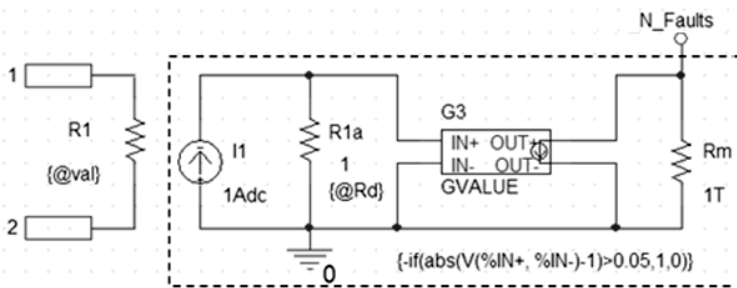 N_Faults
1
R1
{@val}
2
I1
1Adc
R1a
1
{@Rd}
G3
IN+ OUT+
IN- OUT-
GVALUE
Rm
1T
0
{-if(abs(V(%IN+, %IN-)-1)>0.05,1,0)}